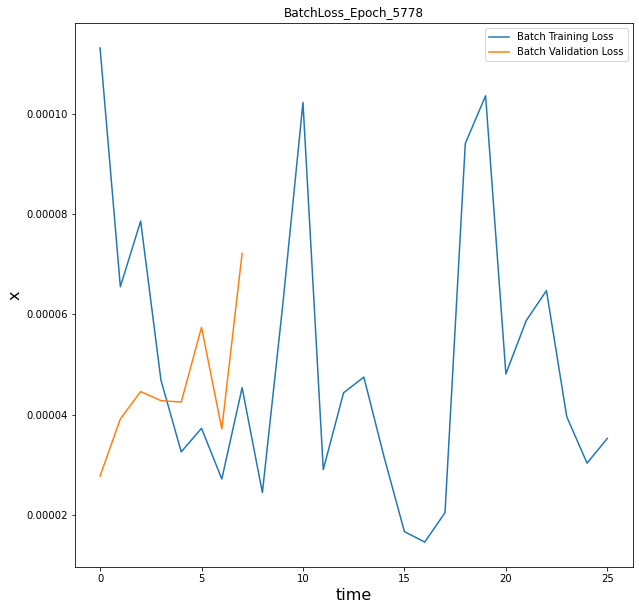 BatchLoss_Epoch_5778
Batch Training Loss
Batch Validation Loss
0.00010
0.00008
0.00006
0.00004
0.00002
x
0 5 10 15 20 25
time